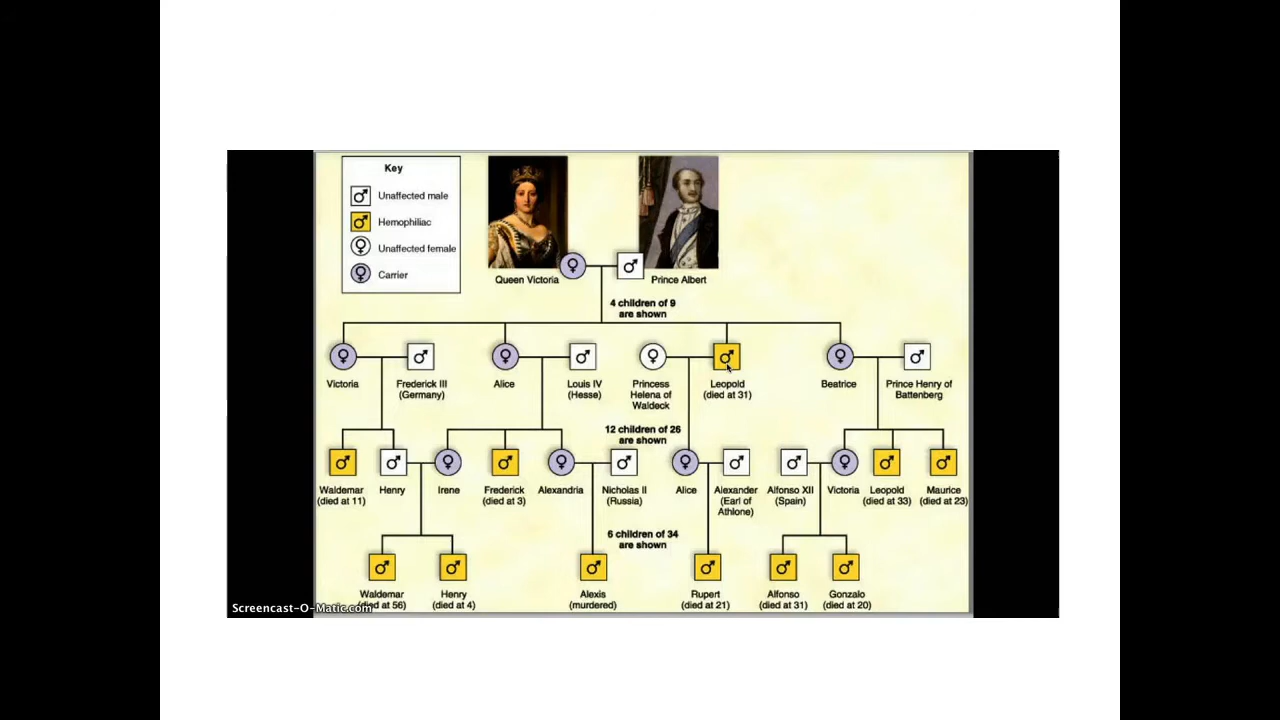 Key
Unaffected male
Hemophiliac
Unaffected female
Carrier
Queen Victoria
Prince Albert
4 children of 9
are shown
Victoria
Frederick III
(Germany)
Alice
Louis IV
(Hesse)
Princess
Helena of
Waldeck
Leopold
(died at 31)
Beatrice
Prince Henry of
Battenberg
12 children of 26
are shown
Waldemar
(died at 11)
Henry
Irene
Frederick
(died at 3)
Alexandria
Nicholas II
(Russia)
Alice
Alexander
(Earl of
Athlone)
Alfonso XII
(Spain)
Victoria
Leopold
(died at 33)
Maurice
(died at 23)
6 children of 34
are shown
Waldemar
(died at 56)
Henry
(died at 4)
Alexis
(murdered)
Rupert
(died at 21)
Alfonso
(died at 31)
Gonzalo
(died at 20)
Screencast-O-Matic.com